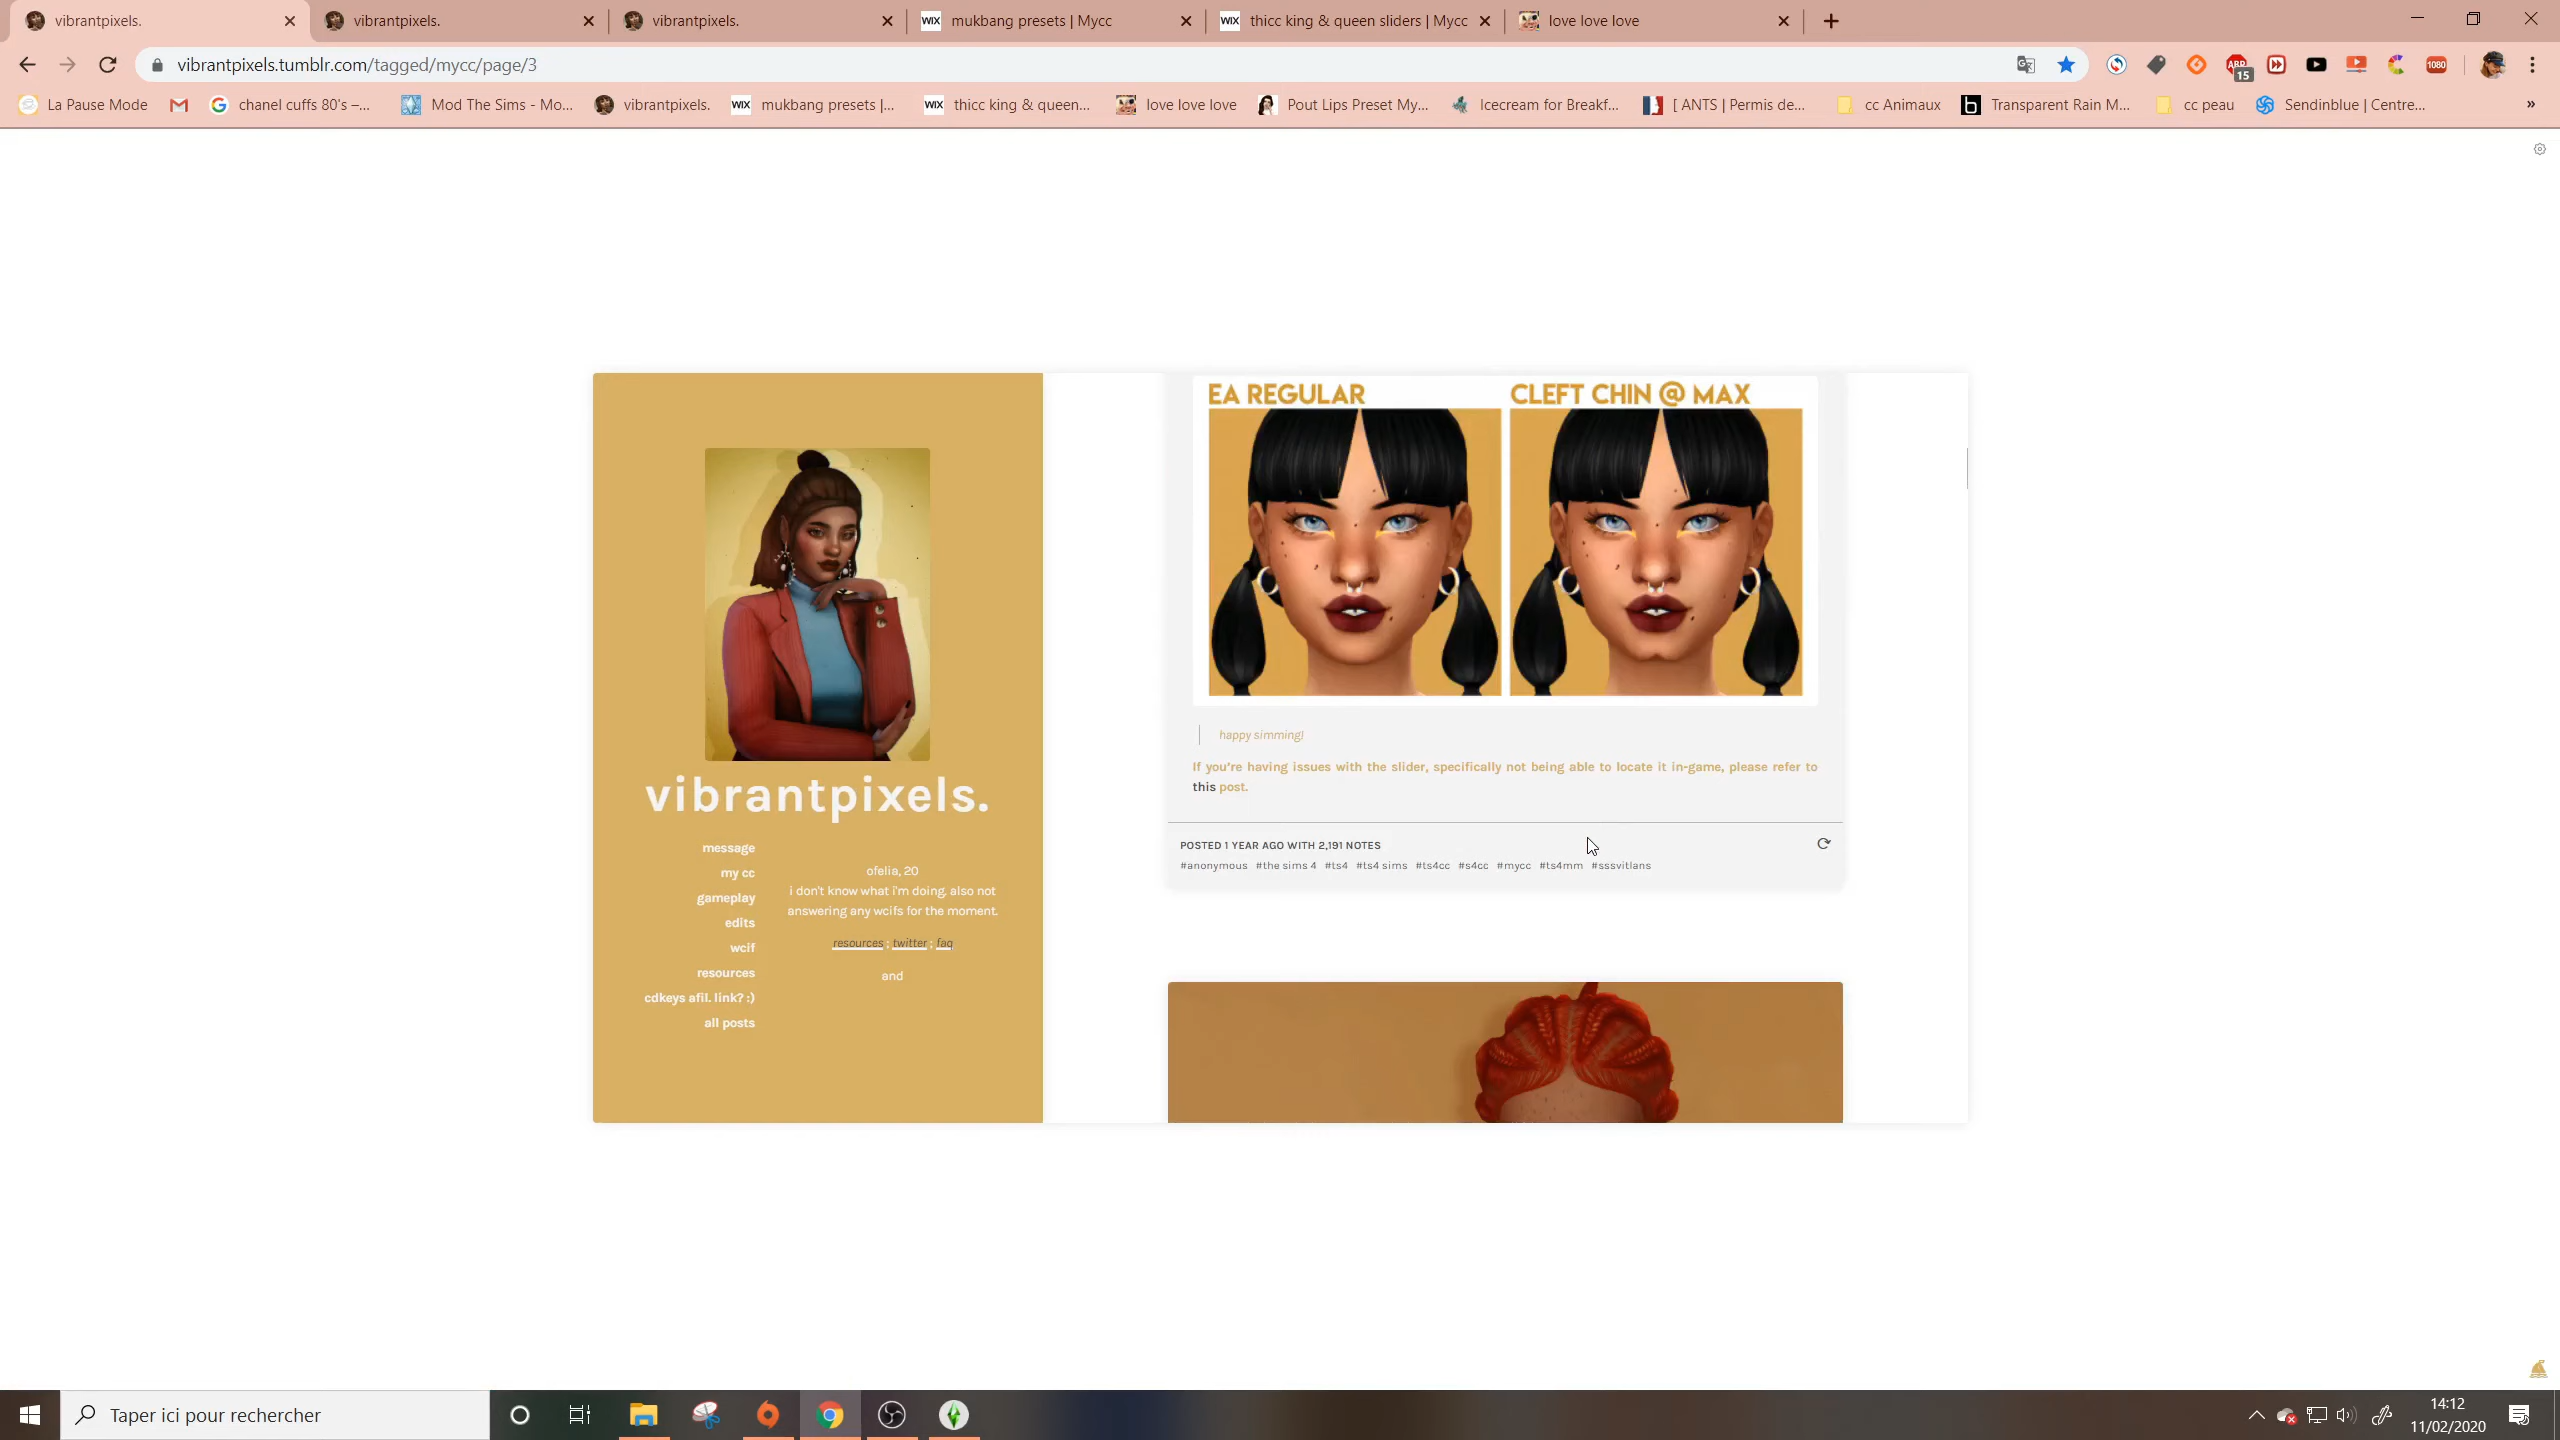 vibrantpixels.
vibrantpixels.
vibrantpixels.
WIX mukbang presets | Mycc
WIX thicc king & queen sliders | Mycc
love love love
vibrantpixels.tumblr.com/tagged/mycc/page/3
ABP
15
1080
La Pause Mode
chanel cuffs 80's –...
Mod The Sims - Mo...
vibrantpixels.
WIX mukbang presets |...
WIX thicc king & queen...
love love love
Pout Lips Preset My...
Icecream for Breakf...
[ ANTS | Permis de...
cc Animaux
b Transparent Rain M...
cc peau
Sendinblue | Centre...
»
EA REGULAR
CLEFT CHIN @ MAX
happy simming!
If you're having issues with the slider, specifically not being able to locate it in-game, please refer to
this post.
POSTED 1 YEAR AGO WITH 2,191 NOTES
#anonymous #the sims 4 #ts4 #ts4 sims #ts4cc #s4cc #mycc #ts4mm #sssvitlans
vibrantpixels.
message
my cc
gameplay
edits
wcif
resources
cdkeys afil. link? :)
all posts
ofelia, 20
i don't know what i'm doing. also not
answering any wcifs for the moment.
resources : twitter : faq
and
Taper ici pour rechercher
14:12
11/02/2020